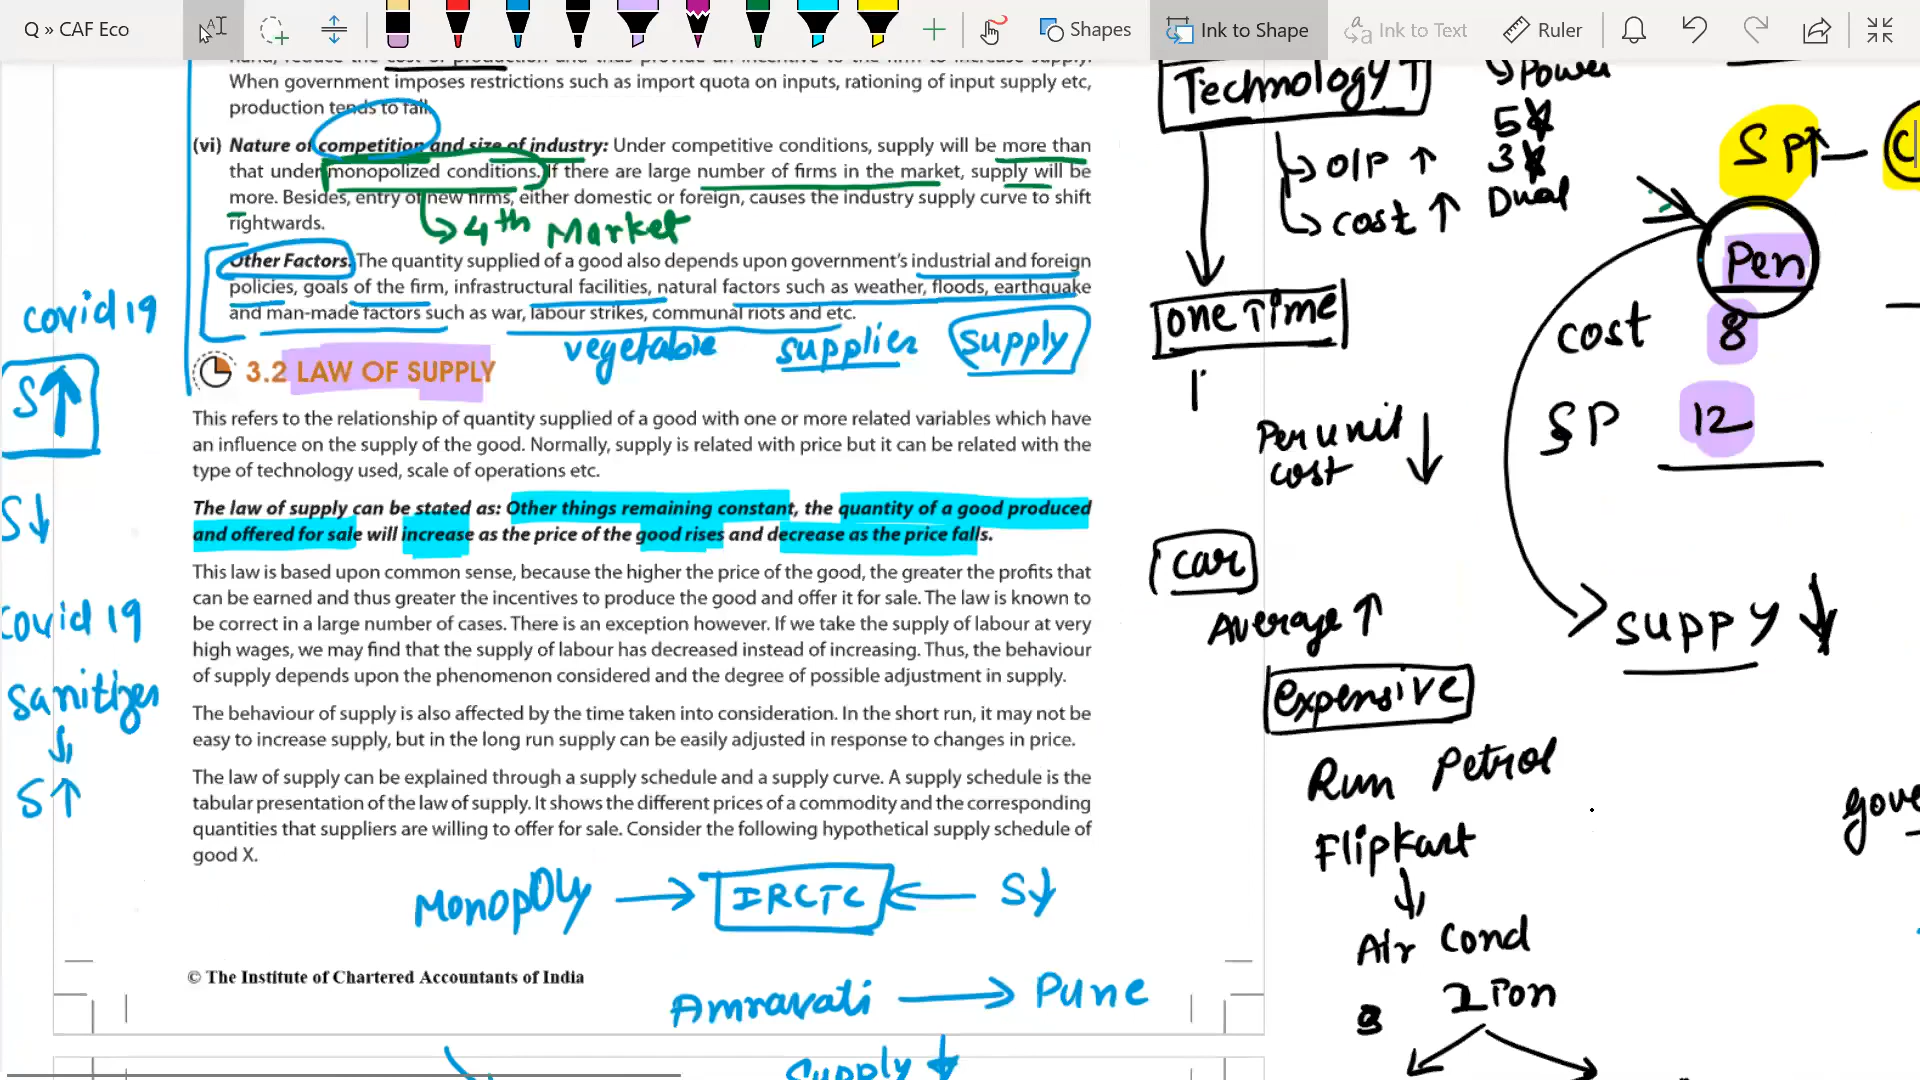 Q » CAF Eco
Shapes
Ink to Shape
Ink to Text
Ruler
hand, reduce the cost of production and thus provide an incentive to the firm to increase supply.
When government imposes restrictions such as import quota on inputs, rationing of input supply etc,
production tends to fall.
(vi) Nature of competition and size of industry: Under competitive conditions, supply will be more than
that under monopolized conditions. If there are large number of firms in the market, supply will be
more. Besides, entry of new firms, either domestic or foreign, causes the industry supply curve to shift
rightwards.
4th Market
Other Factors. The quantity supplied of a good also depends upon government's industrial and foreign
policies, goals of the firm, infrastructural facilities, natural factors such as weather, floods, earthquake
and man-made factors such as war, labour strikes, communal riots and etc.
vegetable supplier supply
3.2 LAW OF SUPPLY
This refers to the relationship of quantity supplied of a good with one or more related variables which have
an influence on the supply of the good. Normally, supply is related with price but it can be related with the
type of technology used, scale of operations etc.
The law of supply can be stated as: Other things remaining constant, the quantity of a good produced
and offered for sale will increase as the price of the good rises and decrease as the price falls.
This law is based upon common sense, because the higher the price of the good, the greater the profits that
can be earned and thus greater the incentives to produce the good and offer it for sale. The law is known to
be correct in a large number of cases. There is an exception however. If we take the supply of labour at very
high wages, we may find that the supply of labour has decreased instead of increasing. Thus, the behaviour
of supply depends upon the phenomenon considered and the degree of possible adjustment in supply.
The behaviour of supply is also affected by the time taken into consideration. In the short run, it may not be
easy to increase supply, but in the long run supply can be easily adjusted in response to changes in price.
The law of supply can be explained through a supply schedule and a supply curve. A supply schedule is the
tabular presentation of the law of supply. It shows the different prices of a commodity and the corresponding
quantities that suppliers are willing to offer for sale. Consider the following hypothetical supply schedule of
good X.
Monopoly → IRCTC ← S↓
© The Institute of Chartered Accountants of India
Amravati → Pune
Supply ↓
covid 19
S↑
S↓
Covid 19
Sanitizer
↓
S↑
Technology ↑
O/P ↑
cost ↑
Power
5
3
Dual
one Time
Per unit ↓
cost
car
Average ↑
Expensive
Run Petrol
Flipkart
↓
Air Cond
SP↑
Pen
cost 8
SP 12
supply ↓
gove